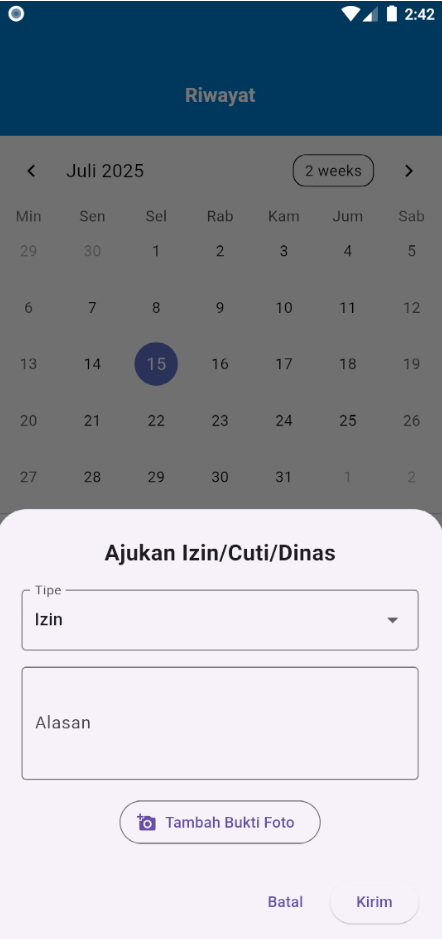 2:42
Riwayat
Juli 2025 2 weeks
Min Sen Sel Rab Kam Jum Sab
29 30 1 2 3 4 5
6 7 8 9 10 11 12
13 14 15 16 17 18 19
20 21 22 23 24 25 26
27 28 29 30 31 1 2
Ajukan Izin/Cuti/Dinas
Tipe
Izin
Alasan
Tambah Bukti Foto
Batal Kirim